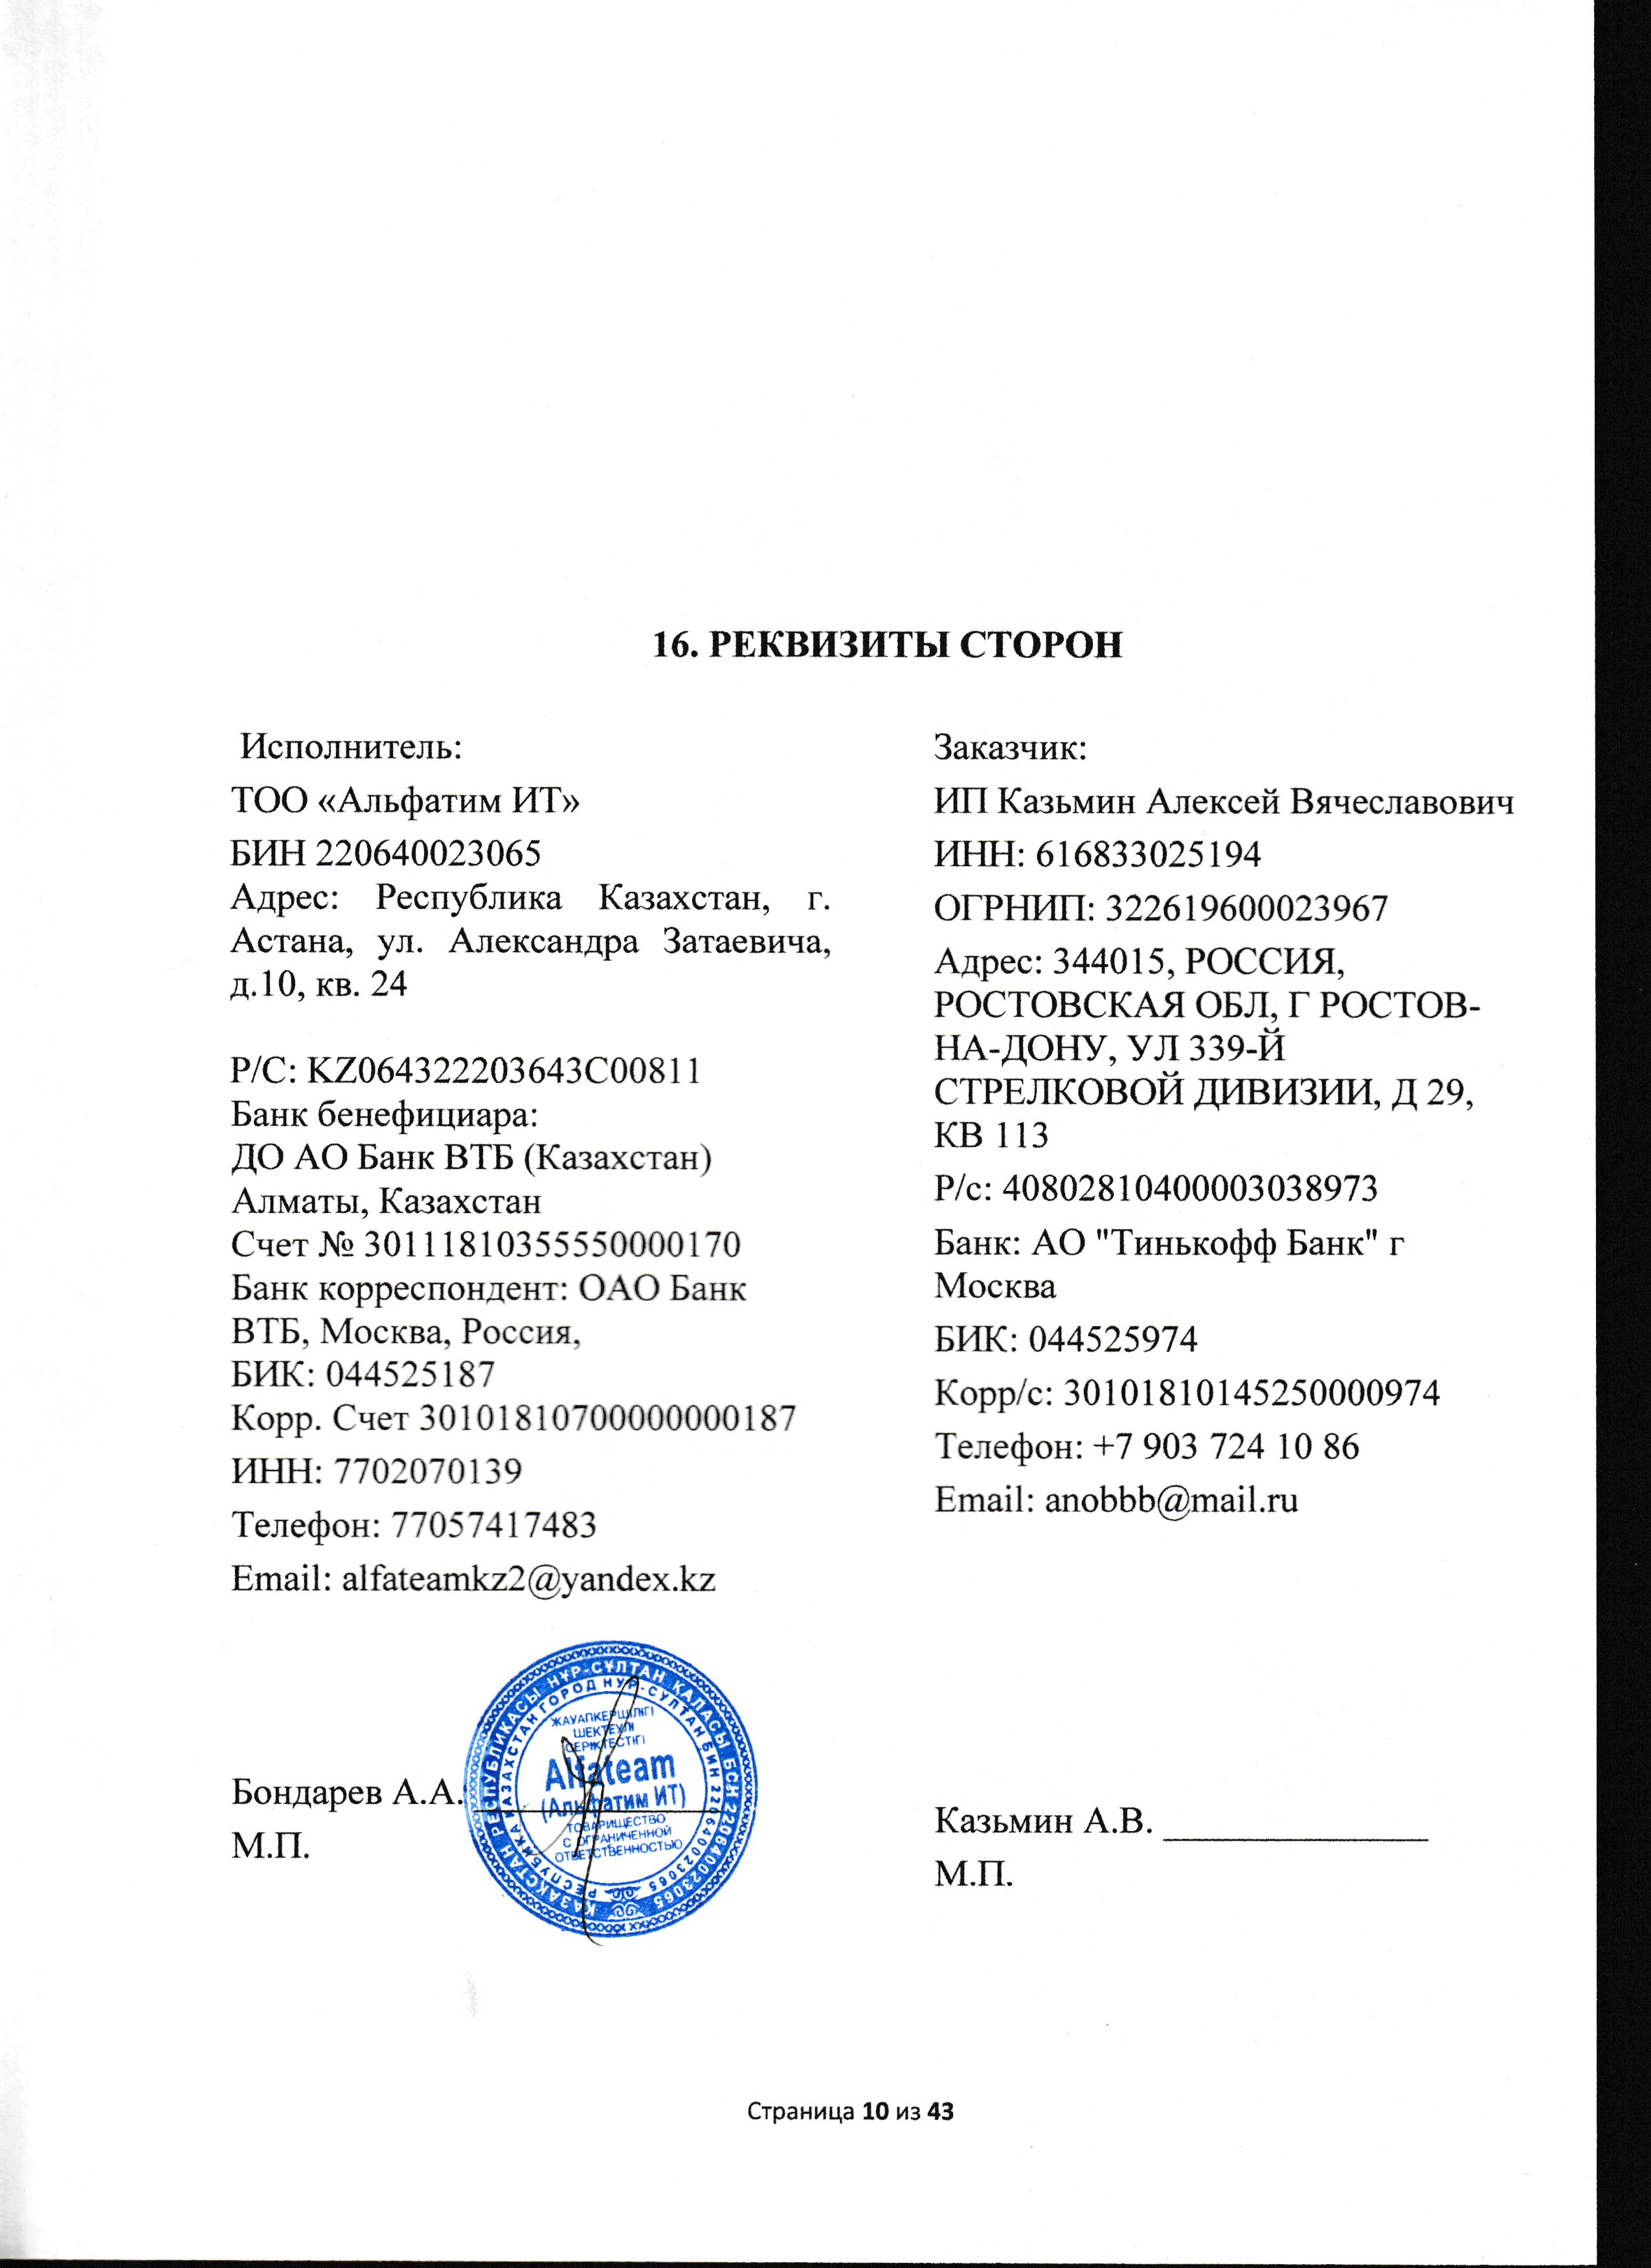 16. РЕКВИЗИТЫ СТОРОН
Исполнитель:
ТОО «Альфатим ИТ»
БИН 220640023065
Адрес: Республика Казахстан, г.
Астана, ул. Александра Затаевича,
д.10, кв. 24
Р/С: KZ064322203643C00811
Банк бенефициара:
ДО АО Банк ВТБ (Казахстан)
Алматы, Казахстан
Счет № 30111810355550000170
Банк корреспондент: ОАО Банк
ВТБ, Москва, Россия,
БИК: 044525187
Корр. Счет 30101810700000000187
ИНН: 7702070139
Телефон: 77057417483
Email: alfateamkz2@yandex.kz
Бондарев А.А.
М.П.
ҚАЗАҚСТАН РЕСПУБЛИКАСЫ НҰР-СҰЛТАН ҚАЛАСЫ БСН 220640023065
РЕСПУБЛИКА КАЗАХСТАН ГОРОД НУР-СУЛТАН БИН 220640023065
ЖАУАПКЕРШІЛІГІ
ШЕКТЕУЛІ
СЕРІКТЕСТІГІ
Alfateam
(Альфатим ИТ)
ТОВАРИЩЕСТВО
С ОГРАНИЧЕННОЙ
ОТВЕТСТВЕННОСТЬЮ
Заказчик:
ИП Казьмин Алексей Вячеславович
ИНН: 616833025194
ОГРНИП: 322619600023967
Адрес: 344015, РОССИЯ,
РОСТОВСКАЯ ОБЛ, Г РОСТОВ-
НА-ДОНУ, УЛ 339-Й
СТРЕЛКОВОЙ ДИВИЗИИ, Д 29,
КВ 113
Р/с: 40802810400003038973
Банк: АО "Тинькофф Банк" г
Москва
БИК: 044525974
Корр/с: 30101810145250000974
Телефон: +7 903 724 10 86
Email: anobbb@mail.ru
Казьмин А.В.
М.П.
Страница 10 из 43